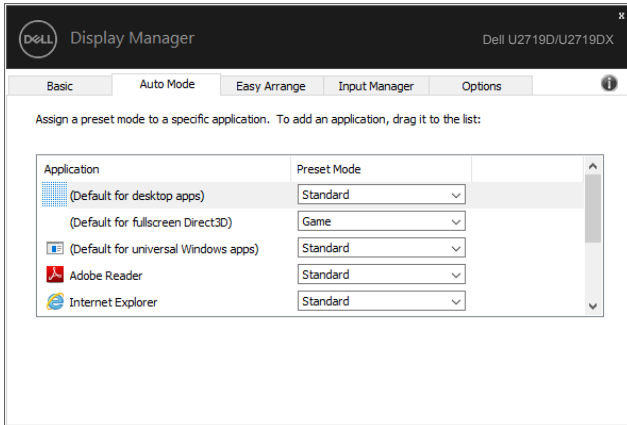 x
DELL Display Manager Dell U2719D/U2719DX
Basic Auto Mode Easy Arrange Input Manager Options i
Assign a preset mode to a specific application. To add an application, drag it to the list:
Application Preset Mode
(Default for desktop apps) Standard
(Default for fullscreen Direct3D) Game
(Default for universal Windows apps) Standard
Adobe Reader Standard
Internet Explorer Standard